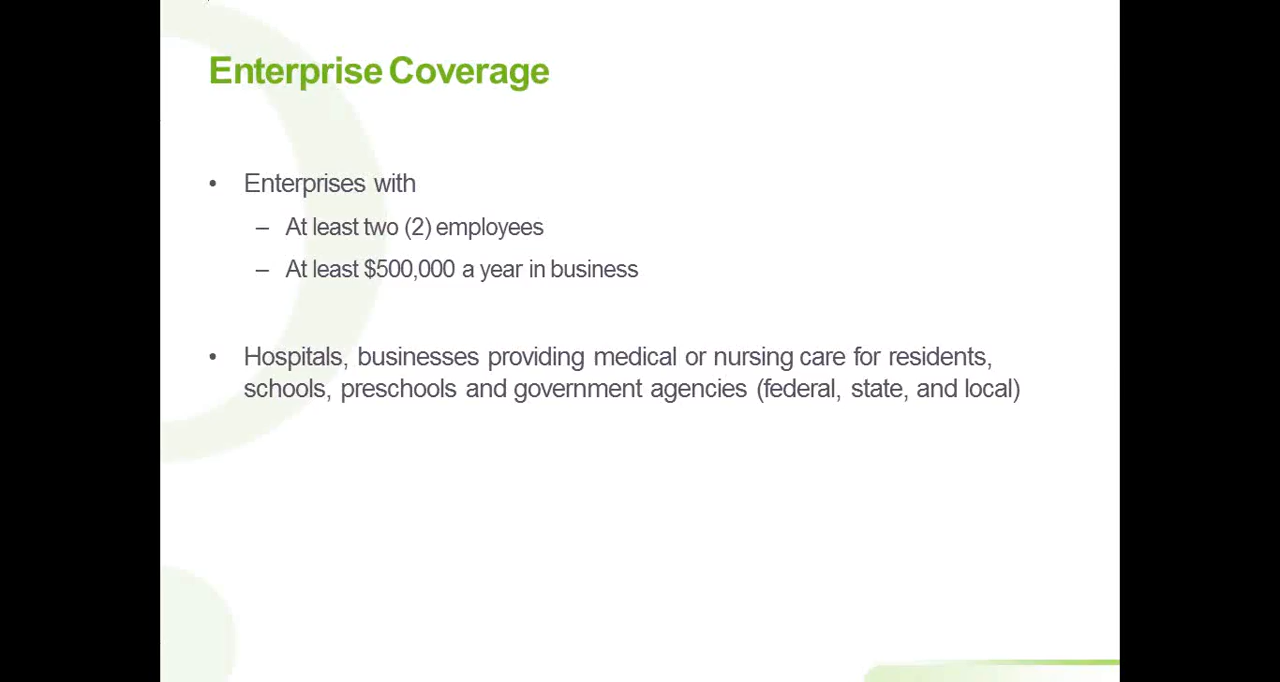 Enterprise Coverage
• Enterprises with
– At least two (2) employees
– At least $500,000 a year in business
• Hospitals, businesses providing medical or nursing care for residents,
schools, preschools and government agencies (federal, state, and local)